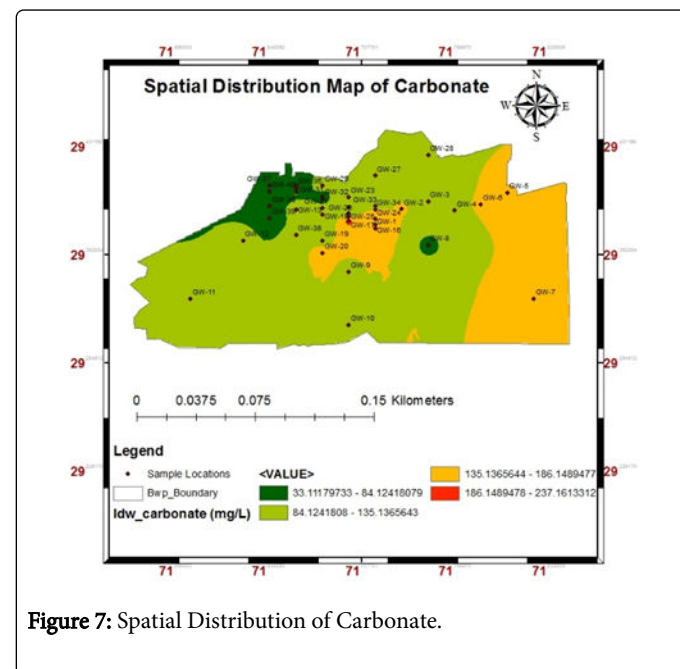 71 71 71 71
Spatial Distribution Map of Carbonate
N
W E
S
29 29
GW-28
GW-27
GW-5
GW-32 GW-23
GW-33 GW-34 GW-3
GW-24 GW-2 GW-4 GW-6
GW-1
GW-16
GW-38 GW-19
GW-8
29 29
GW-20
GW-9
GW-11
GW-7
GW-10
29 29
0 0.0375 0.075 0.15 Kilometers
Legend
Sample Locations
Bwp_Boundary
Idw_carbonate (mg/L)
<VALUE>
33.11179733 - 84.12418079
84.1241808 - 135.1365643
135.1365644 - 186.1489477
186.1489478 - 237.1613312
29 29
71 71 71 71
Figure 7: Spatial Distribution of Carbonate.